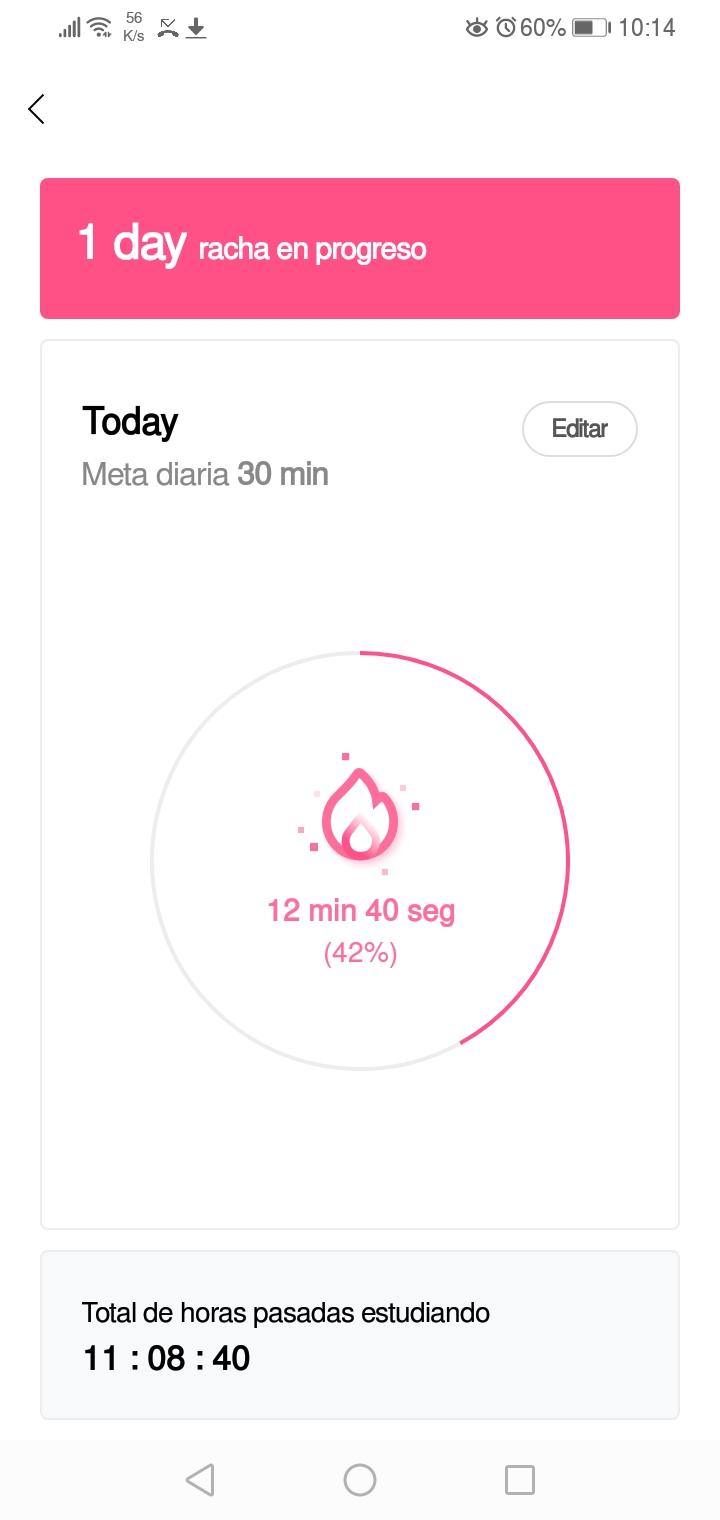 56
K/s
60%
10:14
1 day racha en progreso
Today
Editar
Meta diaria 30 min
12 min 40 seg
(42%)
Total de horas pasadas estudiando
11 : 08 : 40